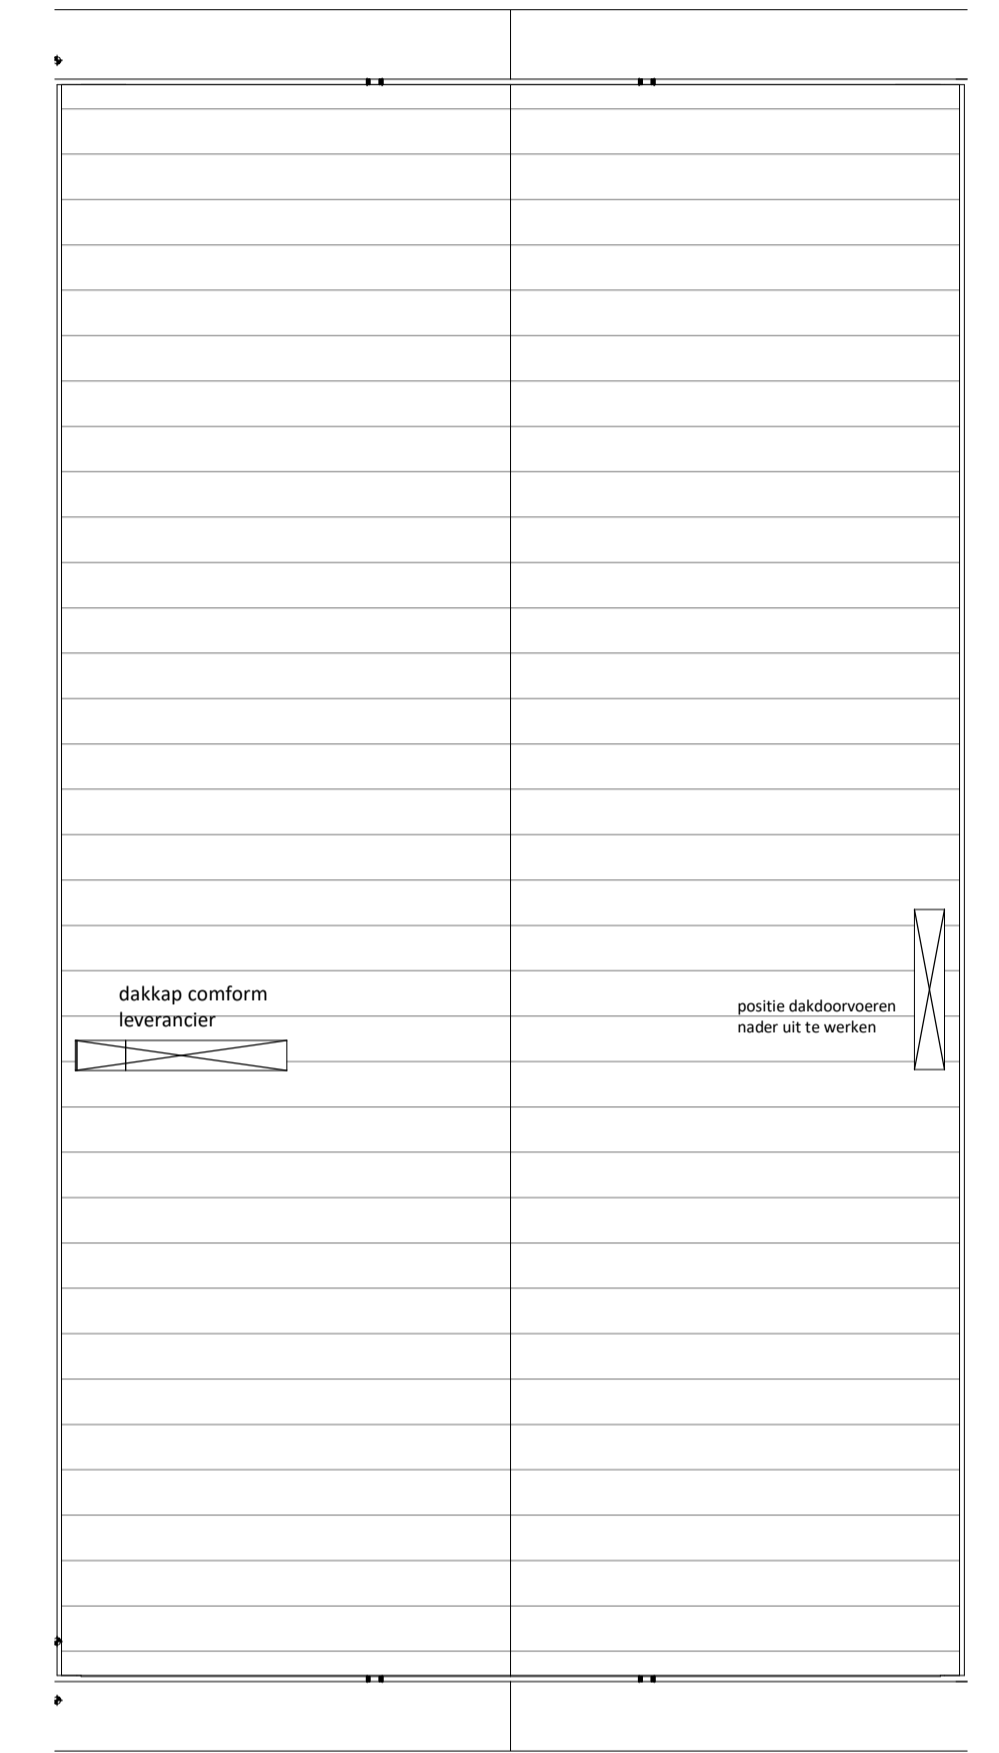 dakkap comform
leverancier
positie dakdoorvoeren
nader uit te werken